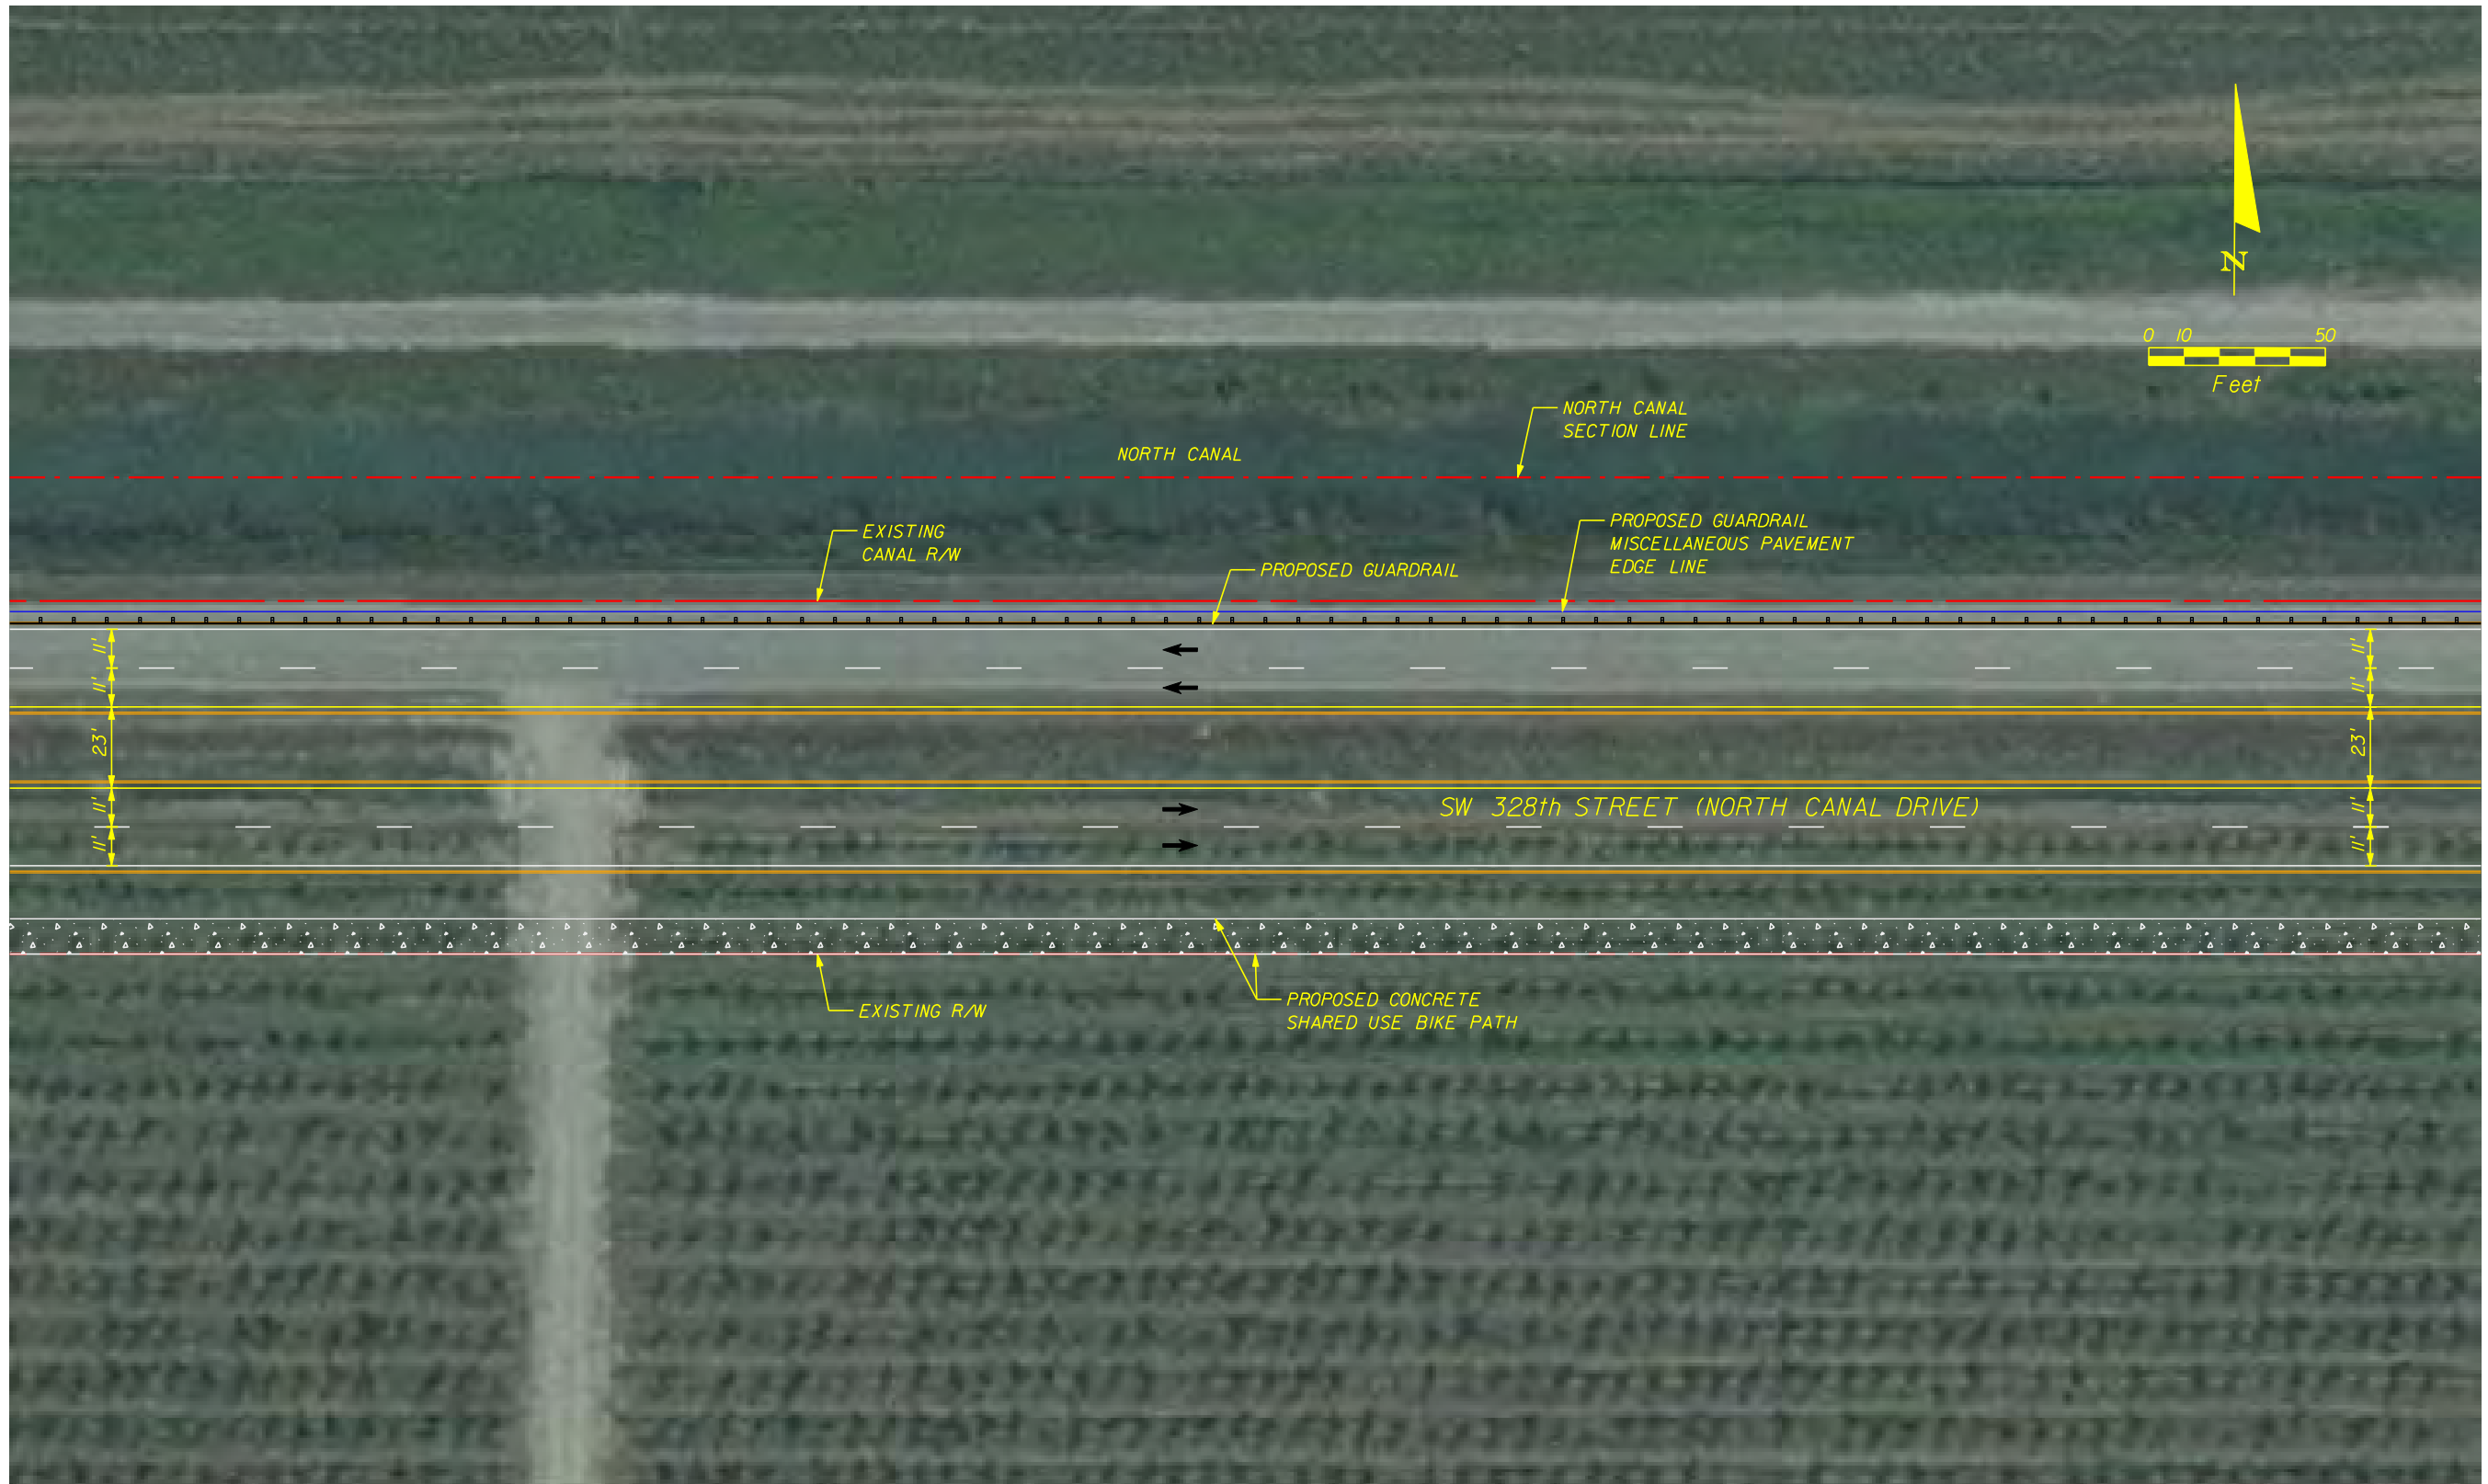 N
0 10 50
Feet
NORTH CANAL
SECTION LINE
NORTH CANAL
EXISTING
CANAL R/W
PROPOSED GUARDRAIL
MISCELLANEOUS PAVEMENT
EDGE LINE
PROPOSED GUARDRAIL
11'
11'
11'
11'
23'
23'
SW 328th STREET (NORTH CANAL DRIVE)
11'
11'
11'
11'
EXISTING R/W
PROPOSED CONCRETE
SHARED USE BIKE PATH